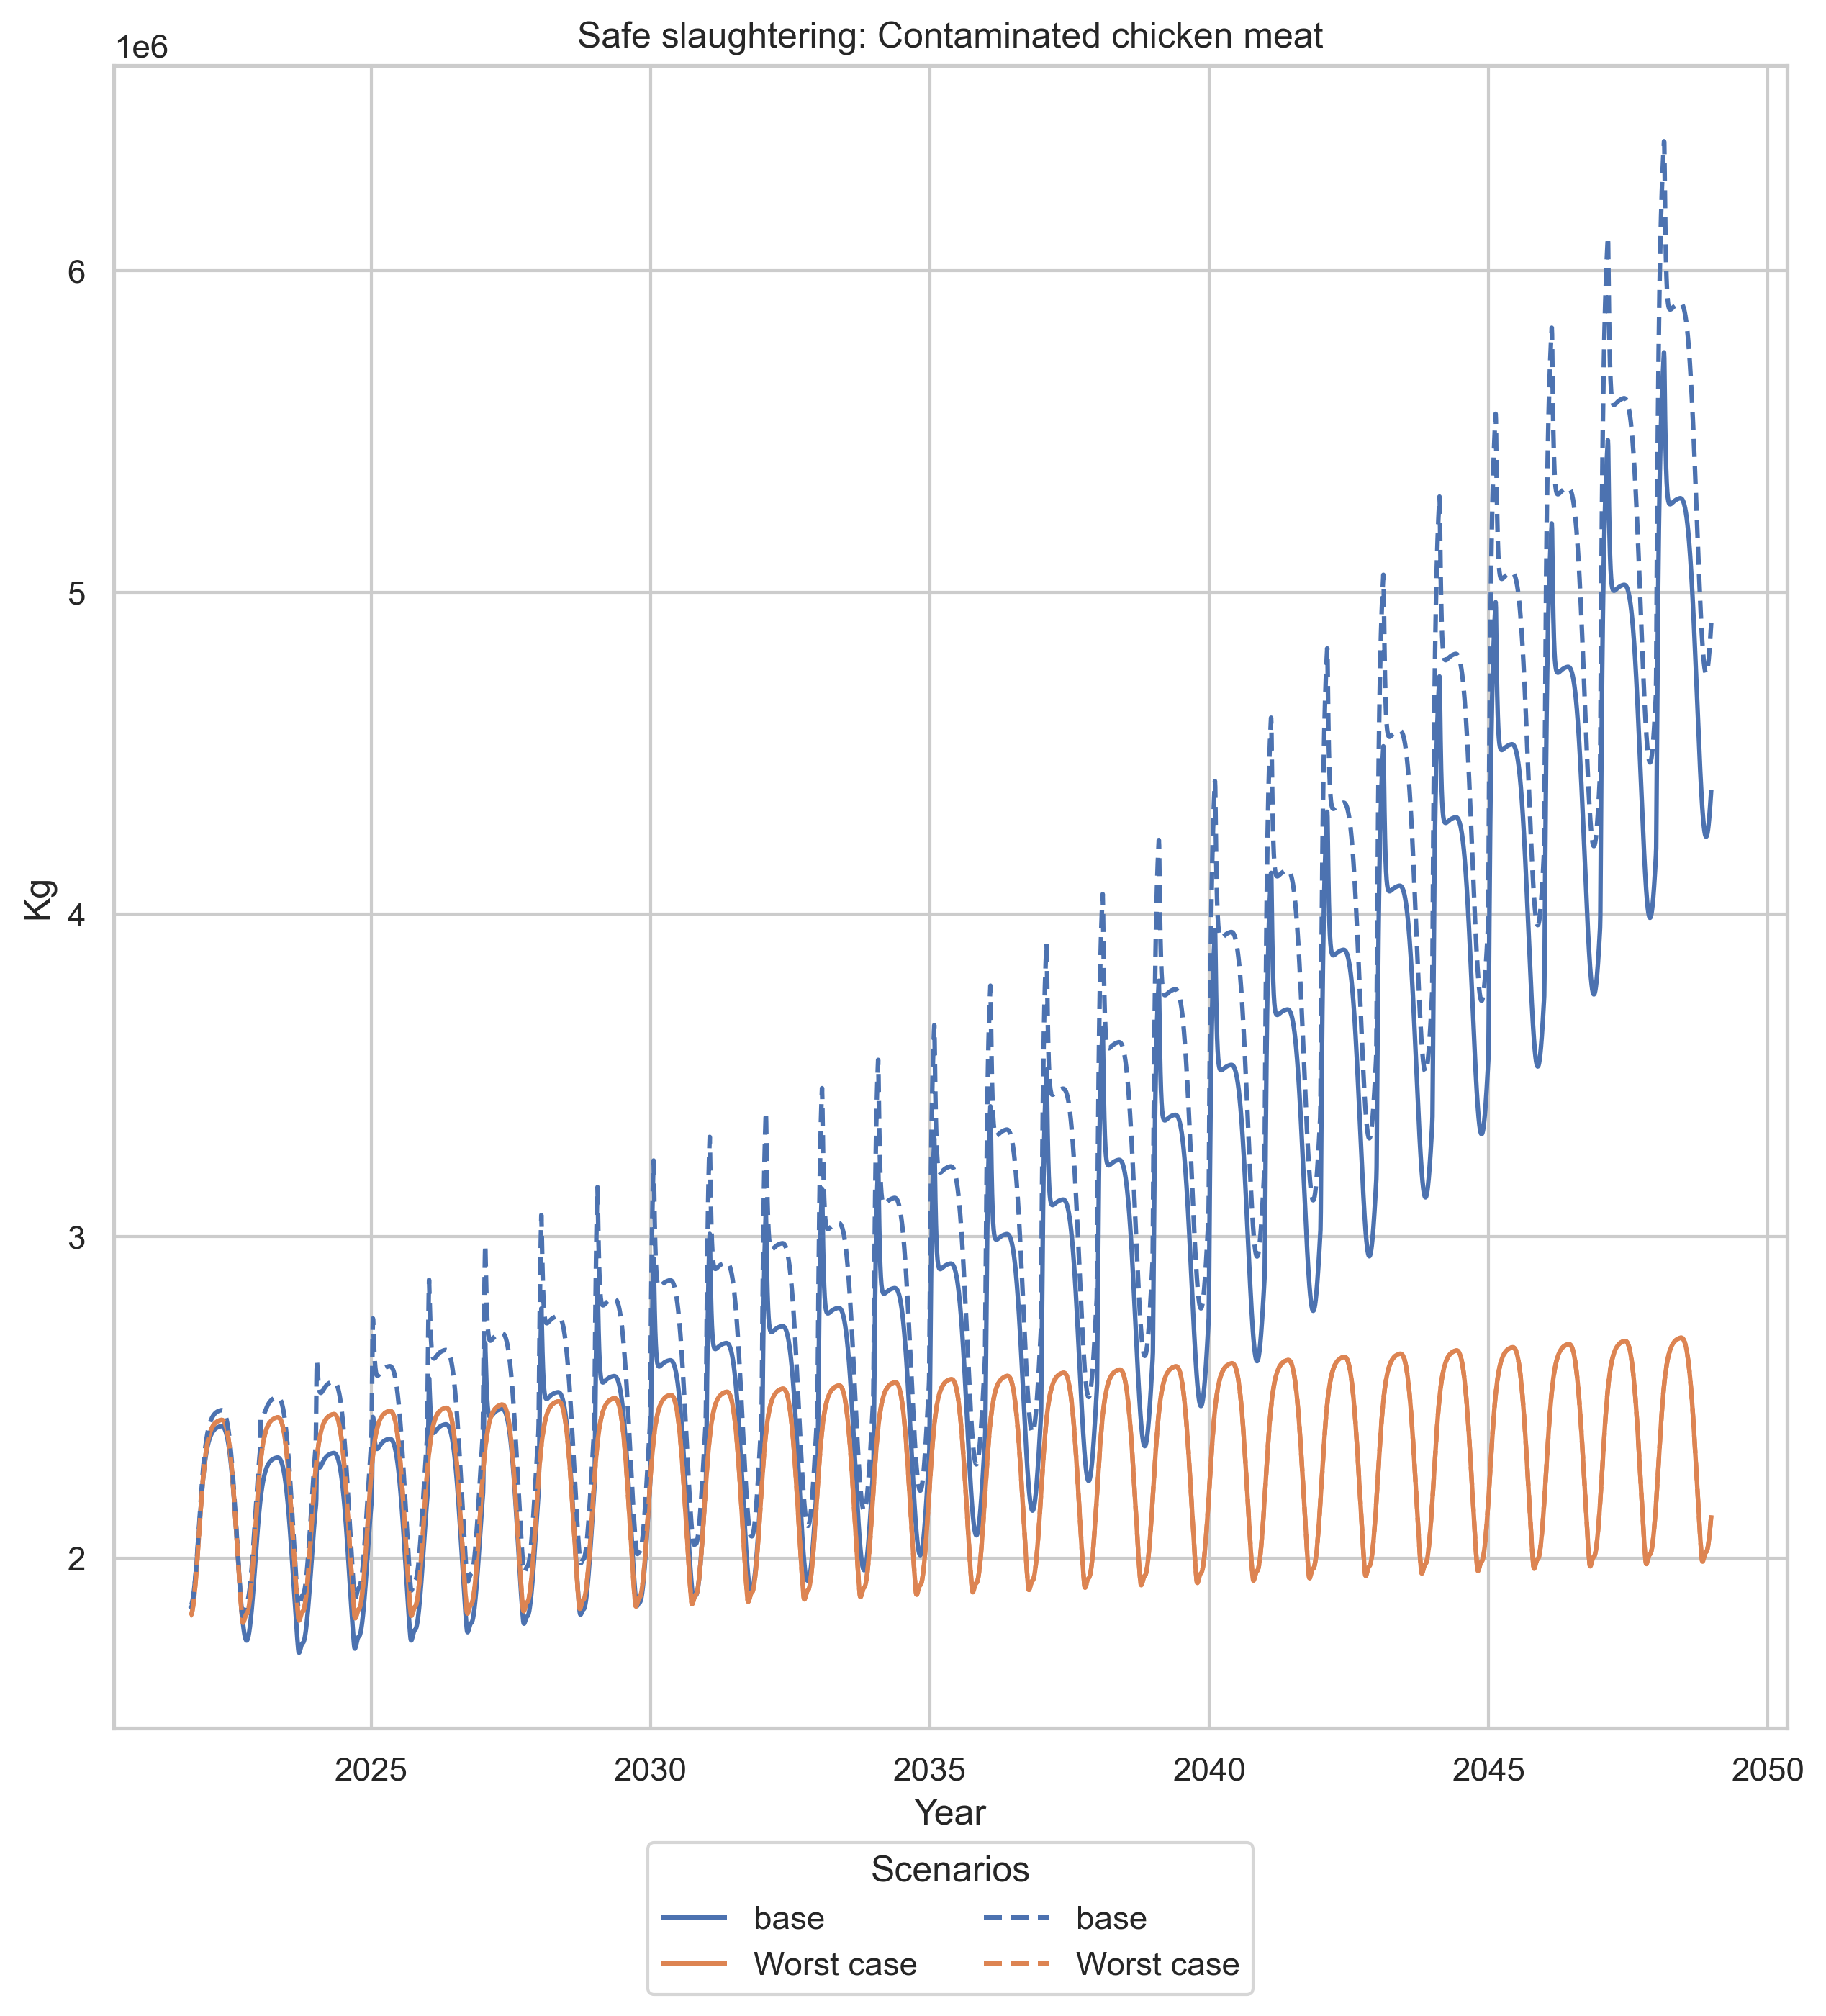 Safe slaughtering: Contaminated chicken meat
1e6
6
5
4
3
2
Kg
2025 2030 2035 2040 2045 2050
Year
Scenarios
base base
Worst case Worst case